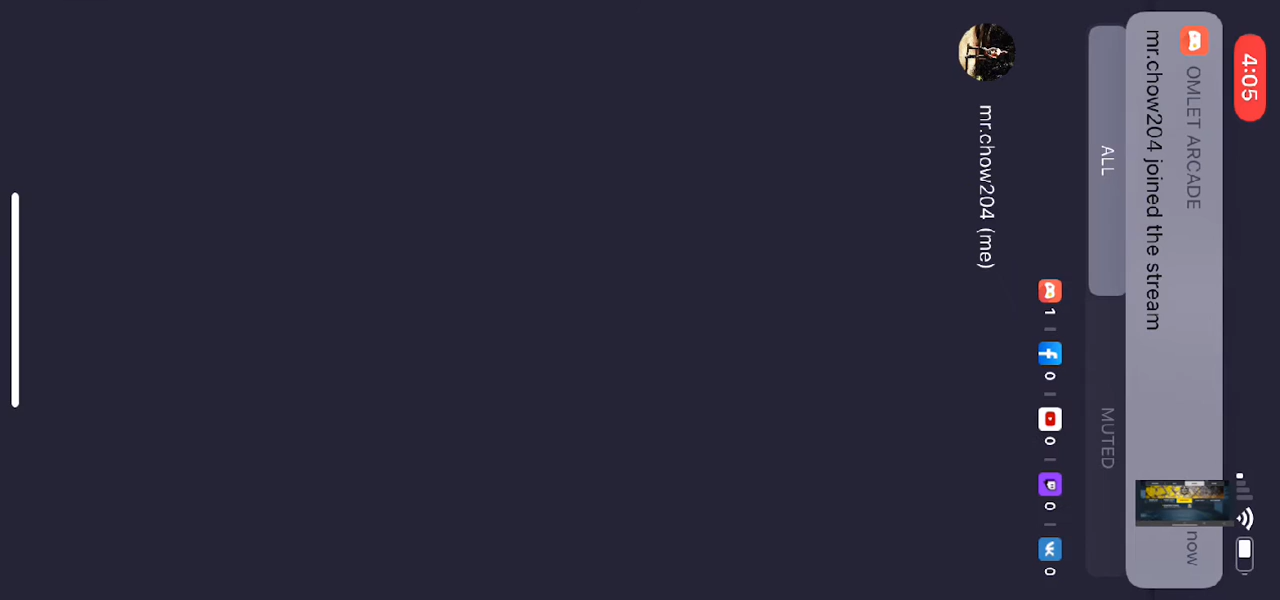 4:05
OMLET ARCADE
now
mr.chow204 joined the stream
ALL
MUTED
1
0
0
0
0
mr.chow204 (me)